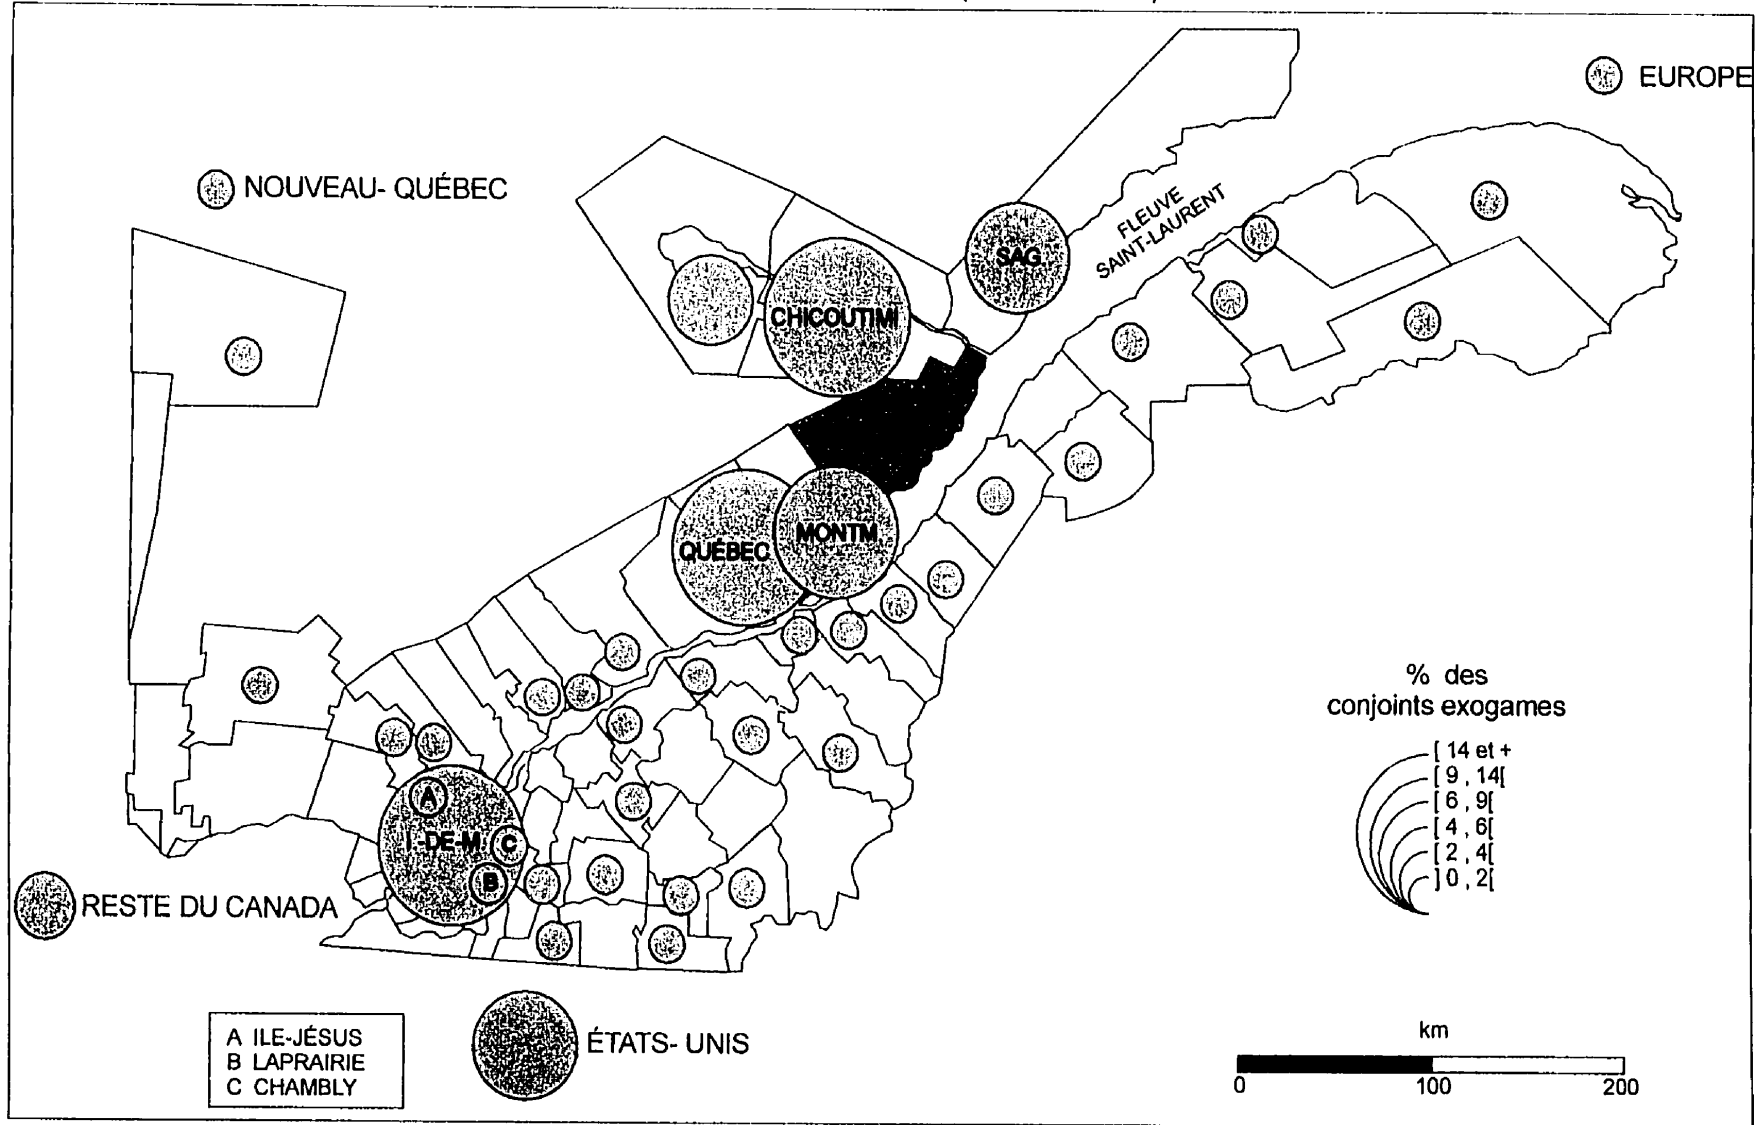 EUROPE
NOUVEAU- QUÉBEC
FLEUVE
SAINT-LAURENT
SAG
CHICOUTIMI
QUÉBEC
MONTM
% des
conjoints exogames
[ 14 et +
[ 9 , 14[
[ 6 , 9[
[ 4 , 6[
[ 2 , 4[
] 0 , 2[
A
I-DE-M
C
B
RESTE DU CANADA
ÉTATS- UNIS
A ILE-JÉSUS
B LAPRAIRIE
C CHAMBLY
km
0 100 200